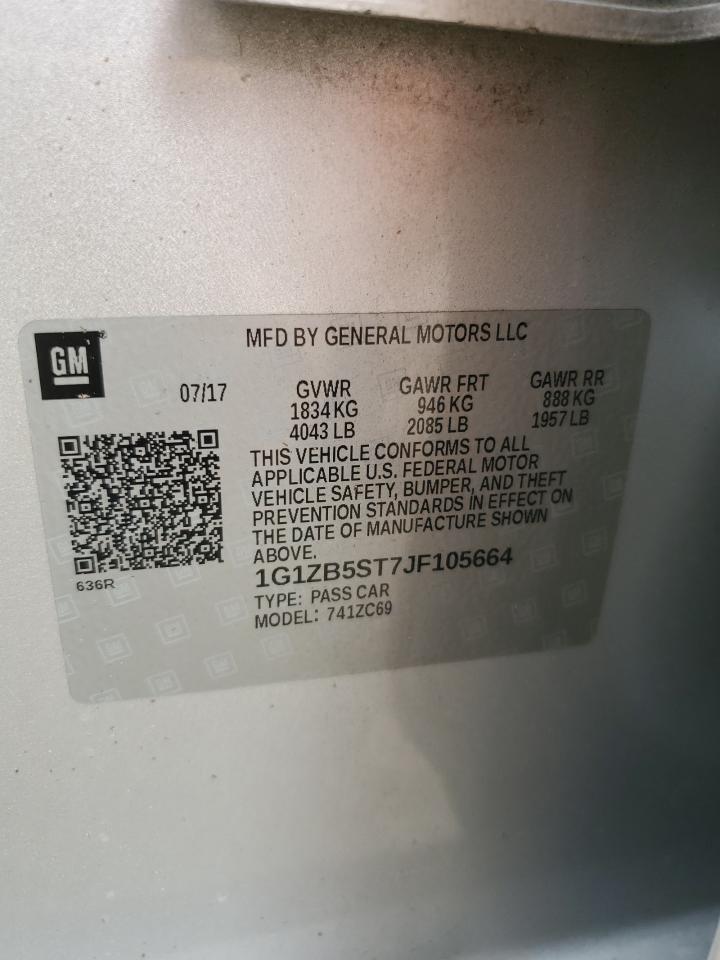 GM
MFD BY GENERAL MOTORS LLC
07/17
GVWR
1834 KG
4043 LB
GAWR FRT
946 KG
2085 LB
GAWR RR
888 KG
1957 LB
THIS VEHICLE CONFORMS TO ALL
APPLICABLE U.S. FEDERAL MOTOR
VEHICLE SAFETY, BUMPER, AND THEFT
PREVENTION STANDARDS IN EFFECT ON
THE DATE OF MANUFACTURE SHOWN
ABOVE.
636R
1G1ZB5ST7JF105664
TYPE: PASS CAR
MODEL: 741ZC69